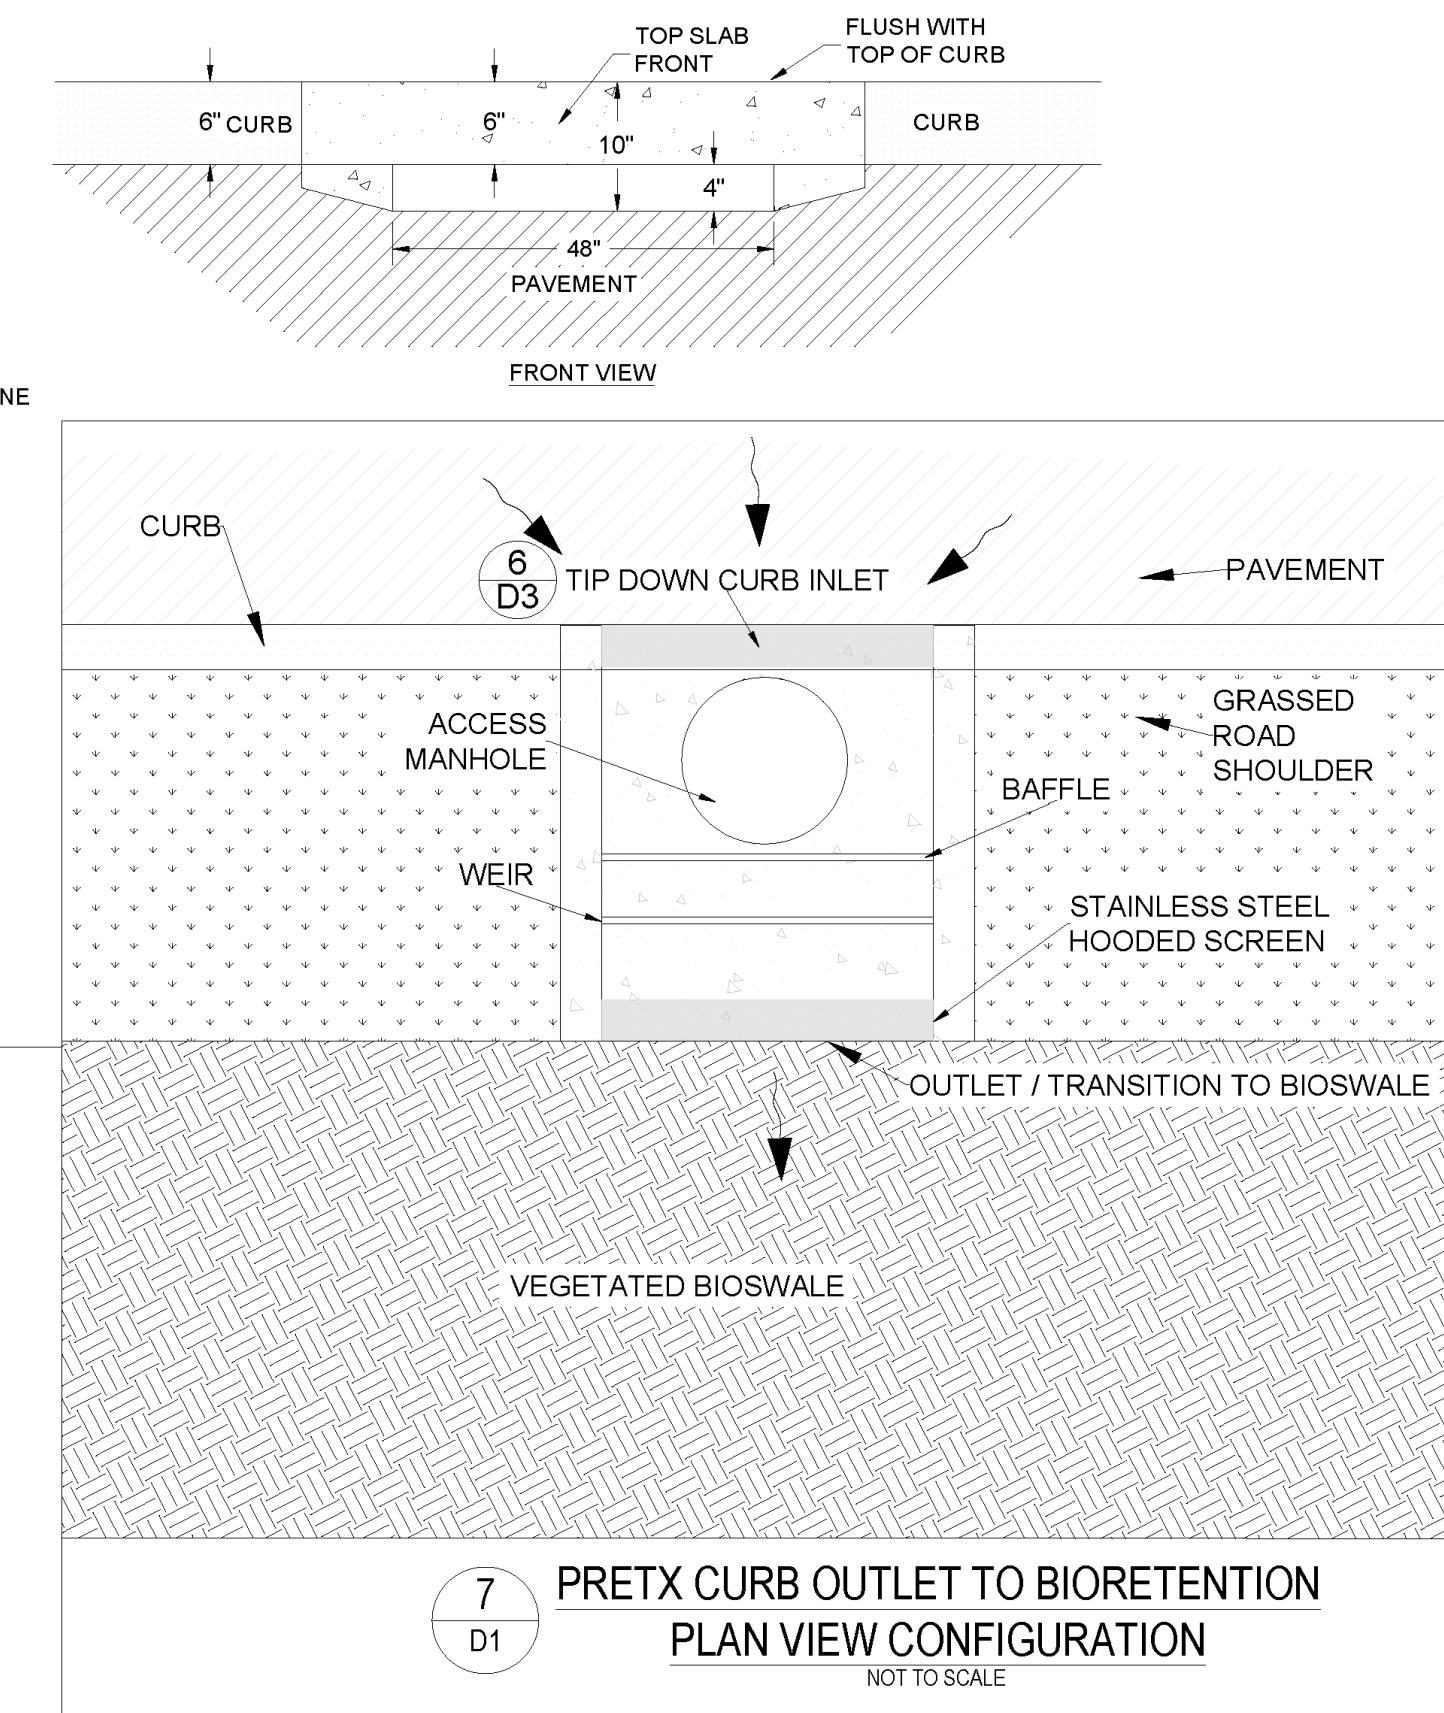 TOP SLAB
FRONT
FLUSH WITH
TOP OF CURB
6" CURB
6"
10"
CURB
4"
48"
PAVEMENT
FRONT VIEW
NE
CURB
6
D3
TIP DOWN CURB INLET
PAVEMENT
ACCESS
MANHOLE
GRASSED
ROAD
SHOULDER
BAFFLE
WEIR
STAINLESS STEEL
HOODED SCREEN
OUTLET / TRANSITION TO BIOSWALE
VEGETATED BIOSWALE
7
D1
PRETX CURB OUTLET TO BIORETENTION
PLAN VIEW CONFIGURATION
NOT TO SCALE